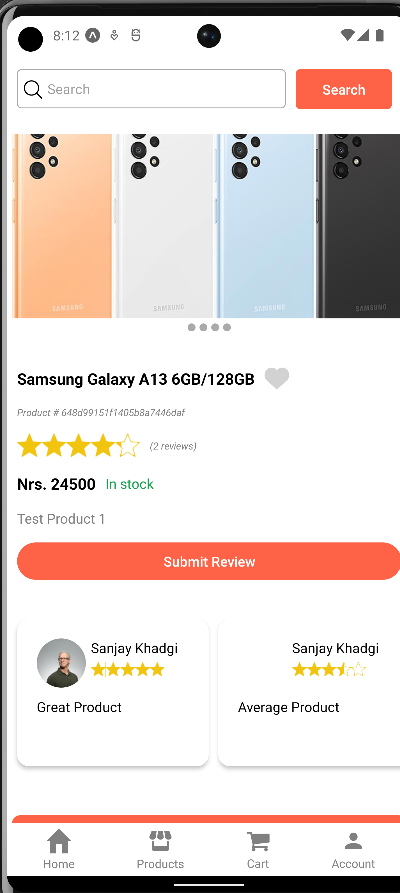 8:12
Search
Search
SAMSUNG
SAMSUNG
SAMSUNG
SAMSUNG
Samsung Galaxy A13 6GB/128GB
Product # 648d99151f1405b8a7446daf
(2 reviews)
Nrs. 24500 In stock
Test Product 1
Submit Review
Sanjay Khadgi
Great Product
Sanjay Khadgi
Average Product
Home
Products
Cart
Account